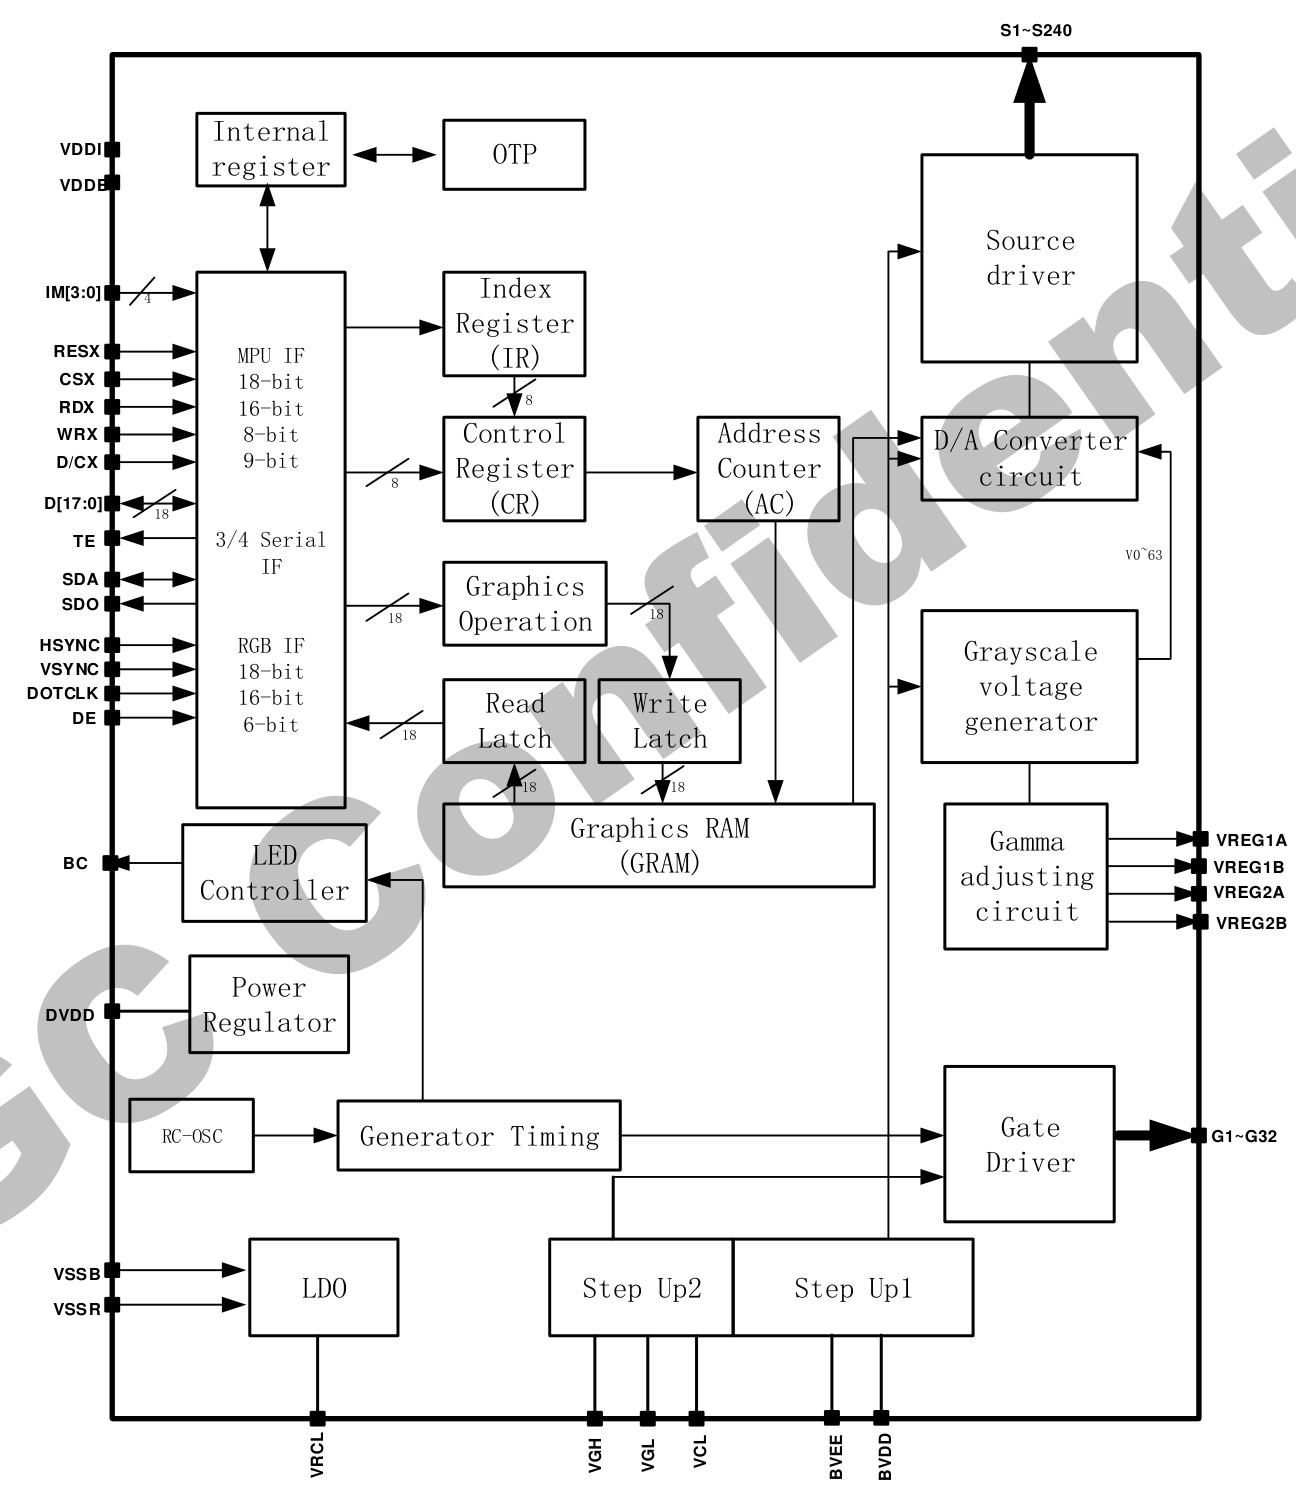 S1~S240
VDDI
VDDB
Internal
register
OTP
Source
driver
IM[3:0]
4
RESX
CSX
RDX
WRX
D/CX
D[17:0]
18
TE
SDA
SDO
HSYNC
VSYNC
DOTCLK
DE
MPU IF
18-bit
16-bit
8-bit
9-bit
3/4 Serial
IF
RGB IF
18-bit
16-bit
6-bit
Index
Register
(IR)
8
Control
Register
(CR)
8
Address
Counter
(AC)
D/A Converter
circuit
V0~63
Graphics
Operation
18
18
Read
Latch
18
Write
Latch
18
18
Graphics RAM
(GRAM)
Grayscale
voltage
generator
Gamma
adjusting
circuit
VREG1A
VREG1B
VREG2A
VREG2B
BC
LED
Controller
DVDD
Power
Regulator
RC-OSC
Generator Timing
Gate
Driver
G1~G32
VSSB
VSSR
LDO
Step Up2
Step Up1
VRCL
VGH
VGL
VCL
BVEE
BVDD
GC Confidenti